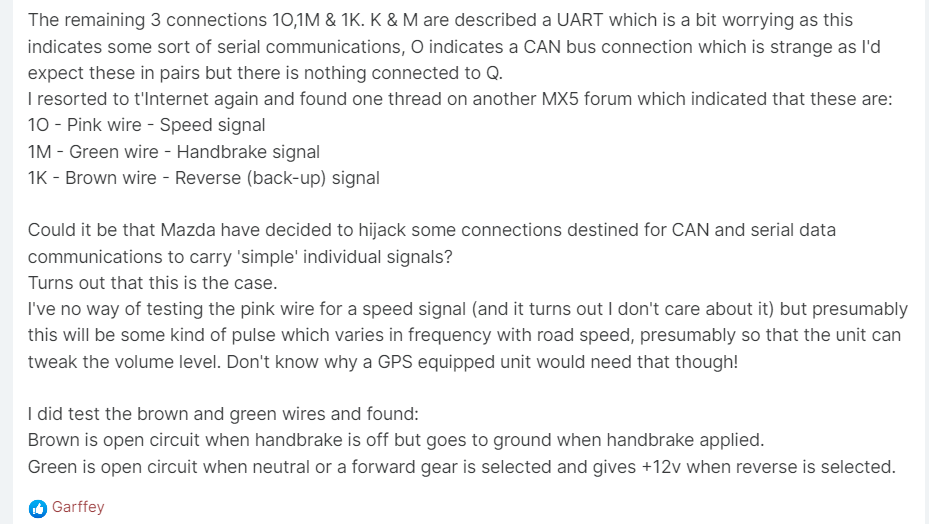 The remaining 3 connections 1O,1M & 1K. K & M are described a UART which is a bit worrying as this
indicates some sort of serial communications, O indicates a CAN bus connection which is strange as I'd
expect these in pairs but there is nothing connected to Q.
I resorted to t'Internet again and found one thread on another MX5 forum which indicated that these are:
1O - Pink wire - Speed signal
1M - Green wire - Handbrake signal
1K - Brown wire - Reverse (back-up) signal
Could it be that Mazda have decided to hijack some connections destined for CAN and serial data
communications to carry 'simple' individual signals?
Turns out that this is the case.
I've no way of testing the pink wire for a speed signal (and it turns out I don't care about it) but presumably
this will be some kind of pulse which varies in frequency with road speed, presumably so that the unit can
tweak the volume level. Don't know why a GPS equipped unit would need that though!
I did test the brown and green wires and found:
Brown is open circuit when handbrake is off but goes to ground when handbrake applied.
Green is open circuit when neutral or a forward gear is selected and gives +12v when reverse is selected.
Garffey